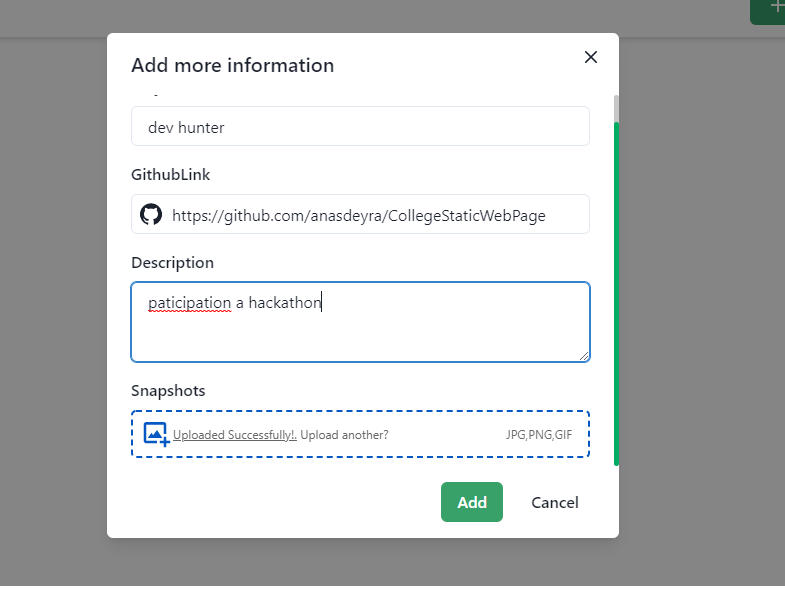 Add more information
dev hunter
GithubLink
https://github.com/anasdeyra/CollegeStaticWebPage
Description
paticipation a hackathon
Snapshots
Uploaded Successfully!. Upload another? JPG,PNG,GIF
Add Cancel